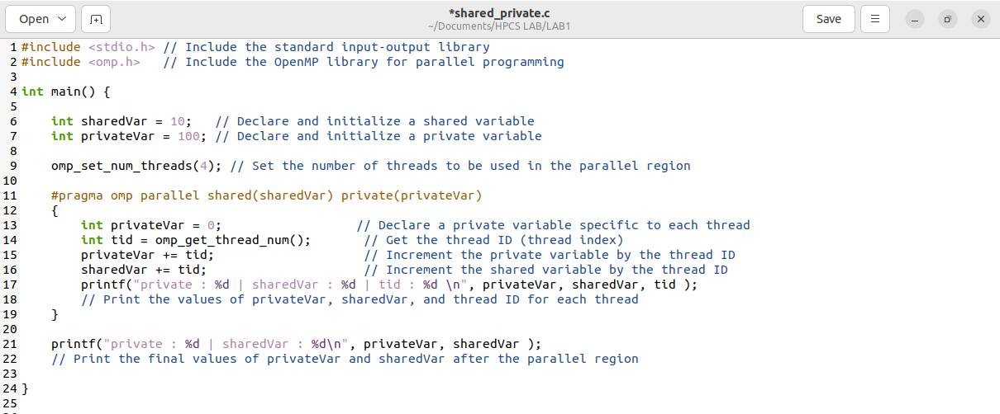 Open
*shared_private.c
~/Documents/HPCS LAB/LAB1
Save
1 #include <stdio.h> // Include the standard input-output library
2 #include <omp.h>   // Include the OpenMP library for parallel programming
3
4 int main() {
5
6     int sharedVar = 10;   // Declare and initialize a shared variable
7     int privateVar = 100; // Declare and initialize a private variable
8
9     omp_set_num_threads(4); // Set the number of threads to be used in the parallel region
10
11     #pragma omp parallel shared(sharedVar) private(privateVar)
12     {
13         int privateVar = 0;                  // Declare a private variable specific to each thread
14         int tid = omp_get_thread_num();       // Get the thread ID (thread index)
15         privateVar += tid;                    // Increment the private variable by the thread ID
16         sharedVar += tid;                     // Increment the shared variable by the thread ID
17         printf("private : %d | sharedVar : %d | tid : %d \n", privateVar, sharedVar, tid );
18         // Print the values of privateVar, sharedVar, and thread ID for each thread
19     }
20
21     printf("private : %d | sharedVar : %d\n", privateVar, sharedVar );
22     // Print the final values of privateVar and sharedVar after the parallel region
23
24 }
25